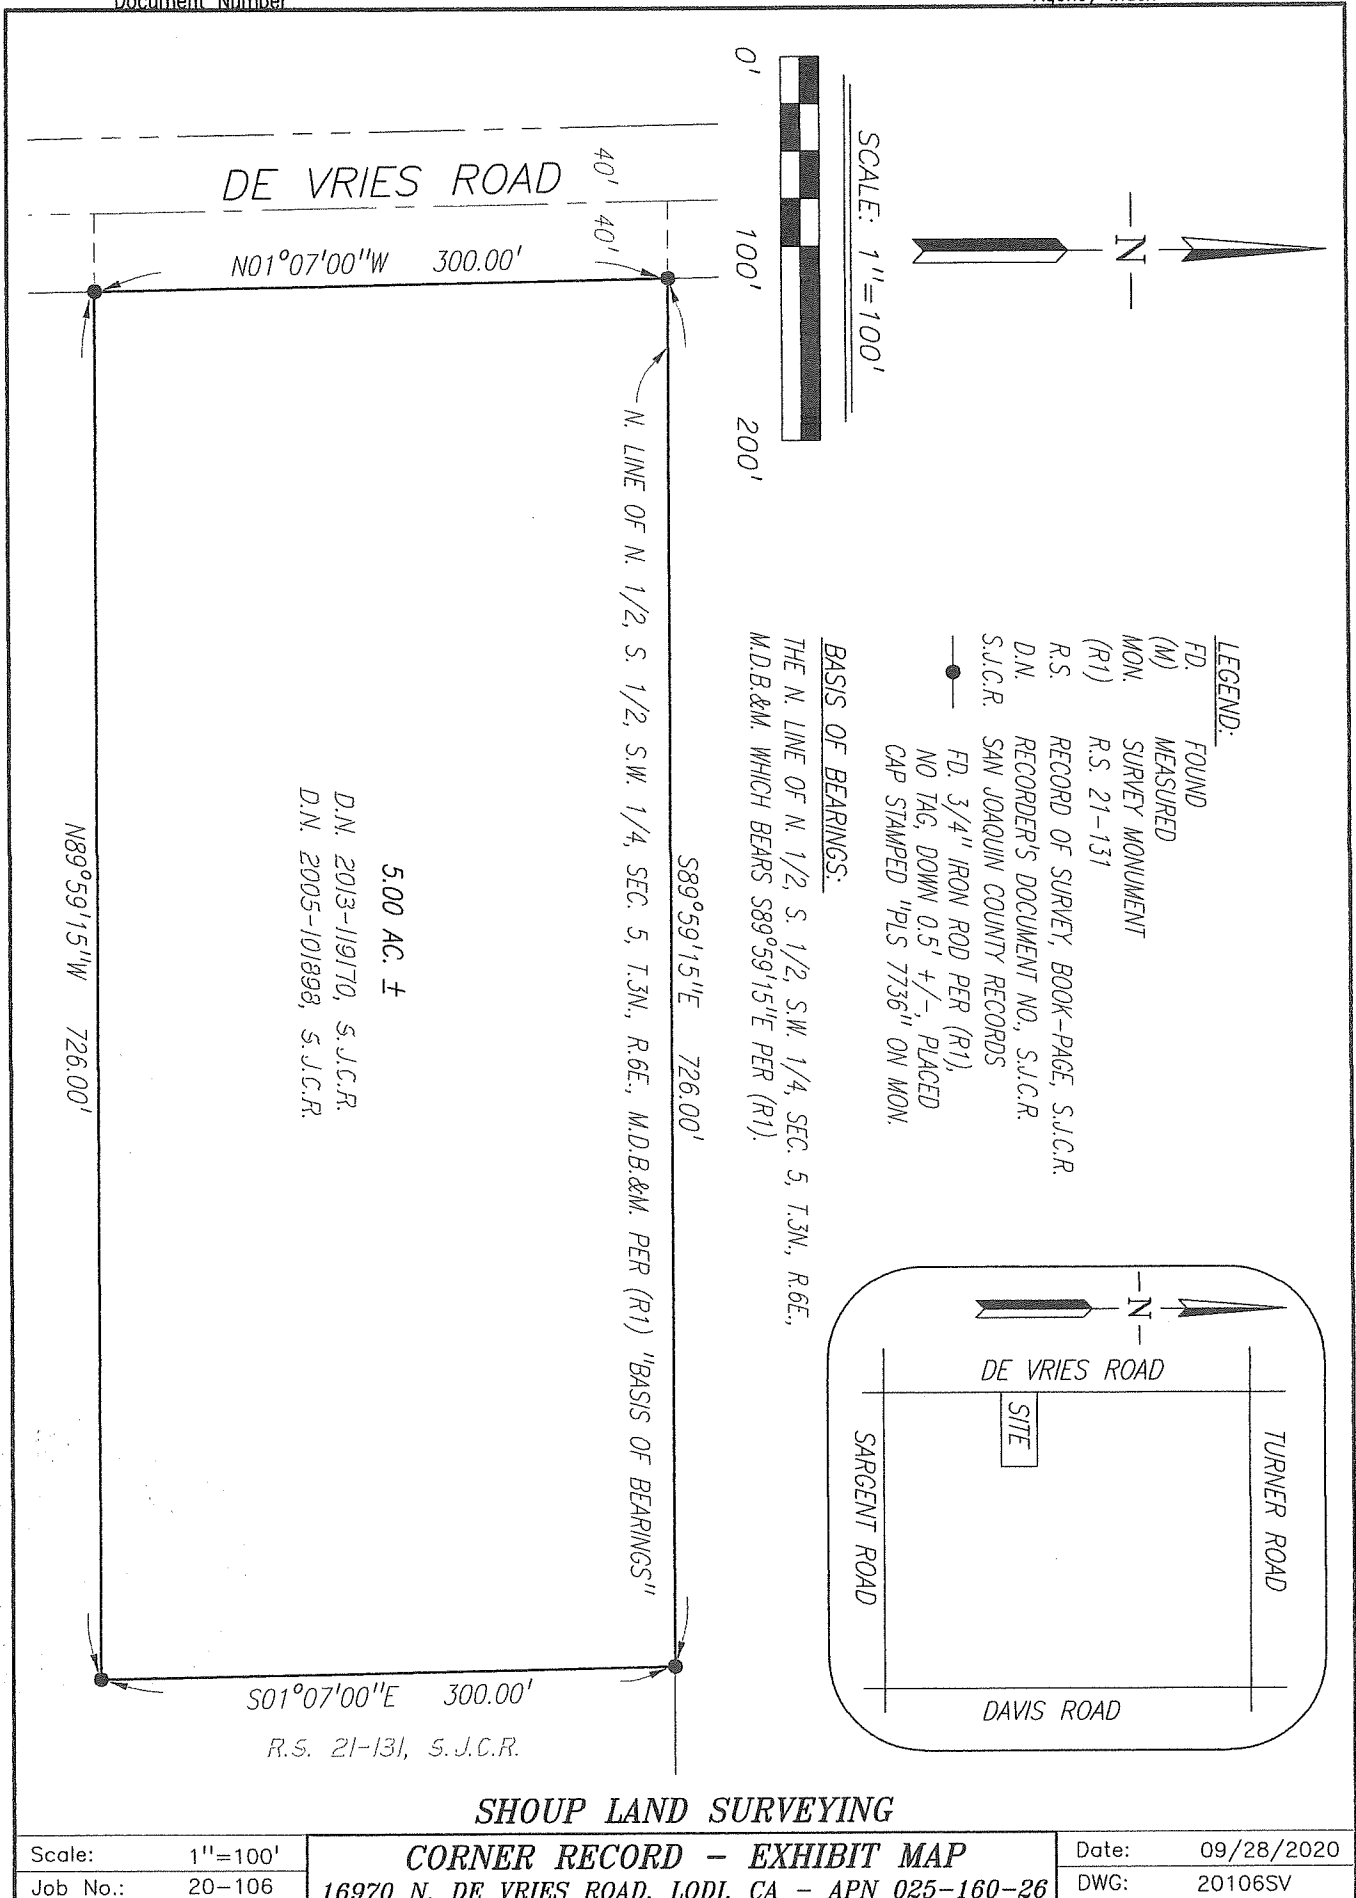 Document Number
0'
100'
200'
SCALE: 1"=100'
N
DE VRIES ROAD
40'
40'
N01°07'00"W 300.00'
N. LINE OF N. 1/2, S. 1/2, S.W. 1/4, SEC. 5, T.3N., R.6E., M.D.B.&M. PER (R1) "BASIS OF BEARINGS"
S89°59'15"E 726.00'
LEGEND:
FD. FOUND
(M) MEASURED
MON. SURVEY MONUMENT
(R1) R.S. 21-131
R.S. RECORD OF SURVEY, BOOK-PAGE, S.J.C.R.
D.N. RECORDER'S DOCUMENT NO., S.J.C.R.
S.J.C.R. SAN JOAQUIN COUNTY RECORDS
FD. 3/4" IRON ROD PER (R1),
NO TAG, DOWN 0.5' +/-, PLACED
CAP STAMPED "PLS 7736" ON MON.
BASIS OF BEARINGS:
THE N. LINE OF N. 1/2, S. 1/2, S.W. 1/4, SEC. 5, T.3N., R.6E.,
M.D.B.&M. WHICH BEARS S89°59'15"E PER (R1).
5.00 AC. ±
D.N. 2013-119170, S.J.C.R.
D.N. 2005-101898, S.J.C.R.
N89°59'15"W 726.00'
S01°07'00"E 300.00'
R.S. 21-131, S.J.C.R.
N
DE VRIES ROAD
SITE
TURNER ROAD
SARGENT ROAD
DAVIS ROAD
SHOUP LAND SURVEYING
Scale: 1"=100'
Job No.: 20-106
CORNER RECORD - EXHIBIT MAP
16970 N. DE VRIES ROAD, LODI, CA - APN 025-160-26
Date: 09/28/2020
DWG: 20106SV